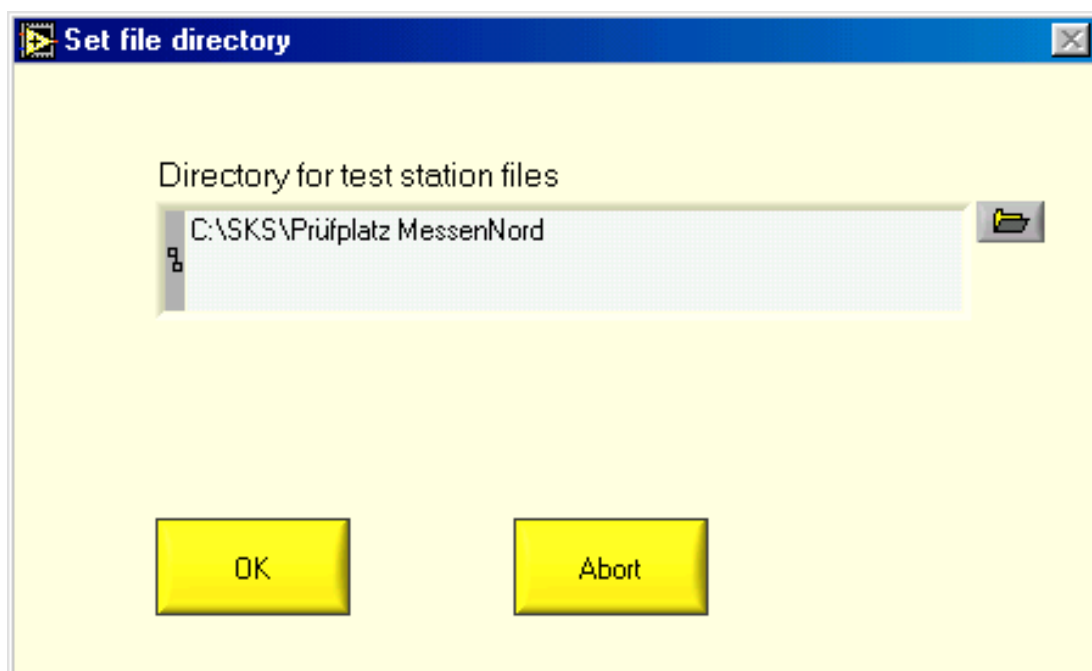 Set file directory
Directory for test station files
C:\SKS\Prüfplatz MessenNord
OK
Abort